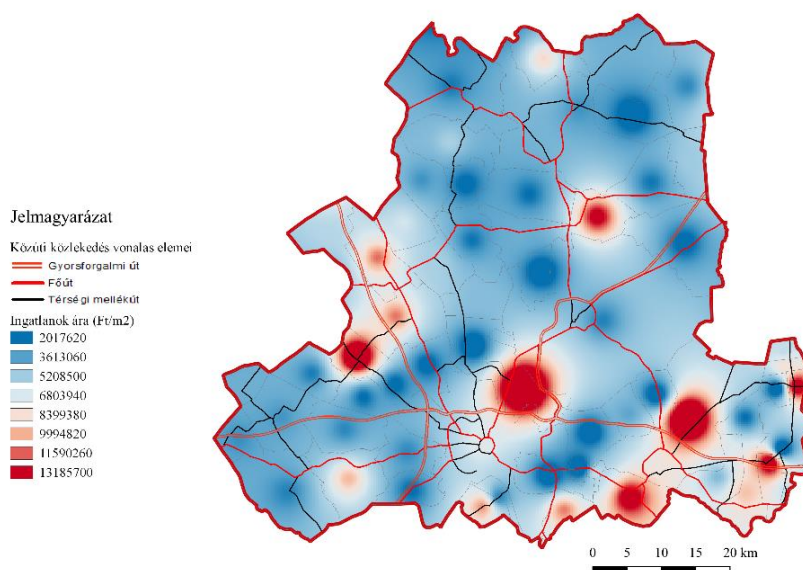 Jelmagyarázat
Közúti közlekedés vonalas elemei
Gyorsforgalmi út
Főút
Térségi mellékút
Ingatlanok ára (Ft/m2)
2017620
3613060
5208500
6803940
8399380
9994820
11590260
13185700
0 5 10 15 20 km